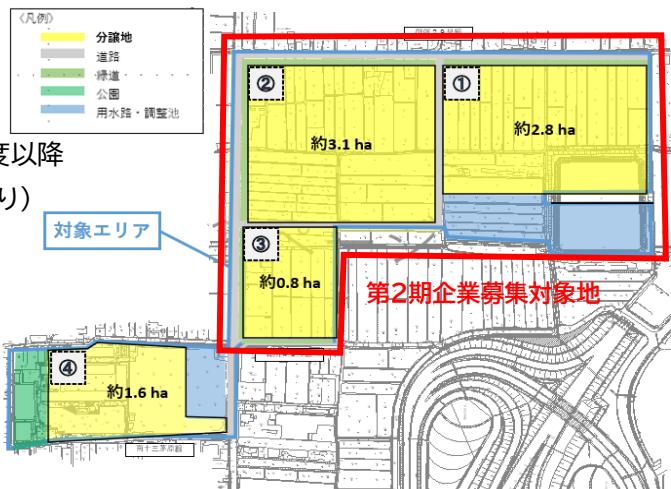 〈凡例〉
分譲地
道路
緑道
公園
用水路・調整池
度以降
り）
対象エリア
②
①
約3.1 ha
約2.8 ha
③
約0.8 ha
第2期企業募集対象地
④
約1.6 ha